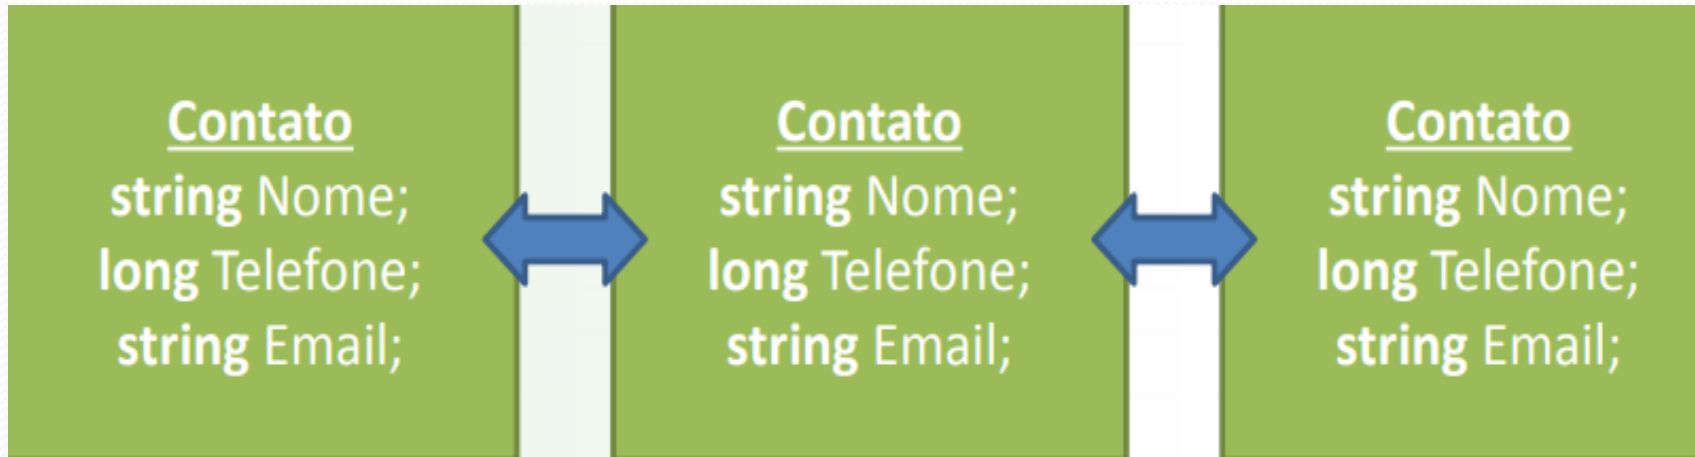 Contato
string Nome;
long Telefone;
string Email;
Contato
string Nome;
long Telefone;
string Email;
Contato
string Nome;
long Telefone;
string Email;